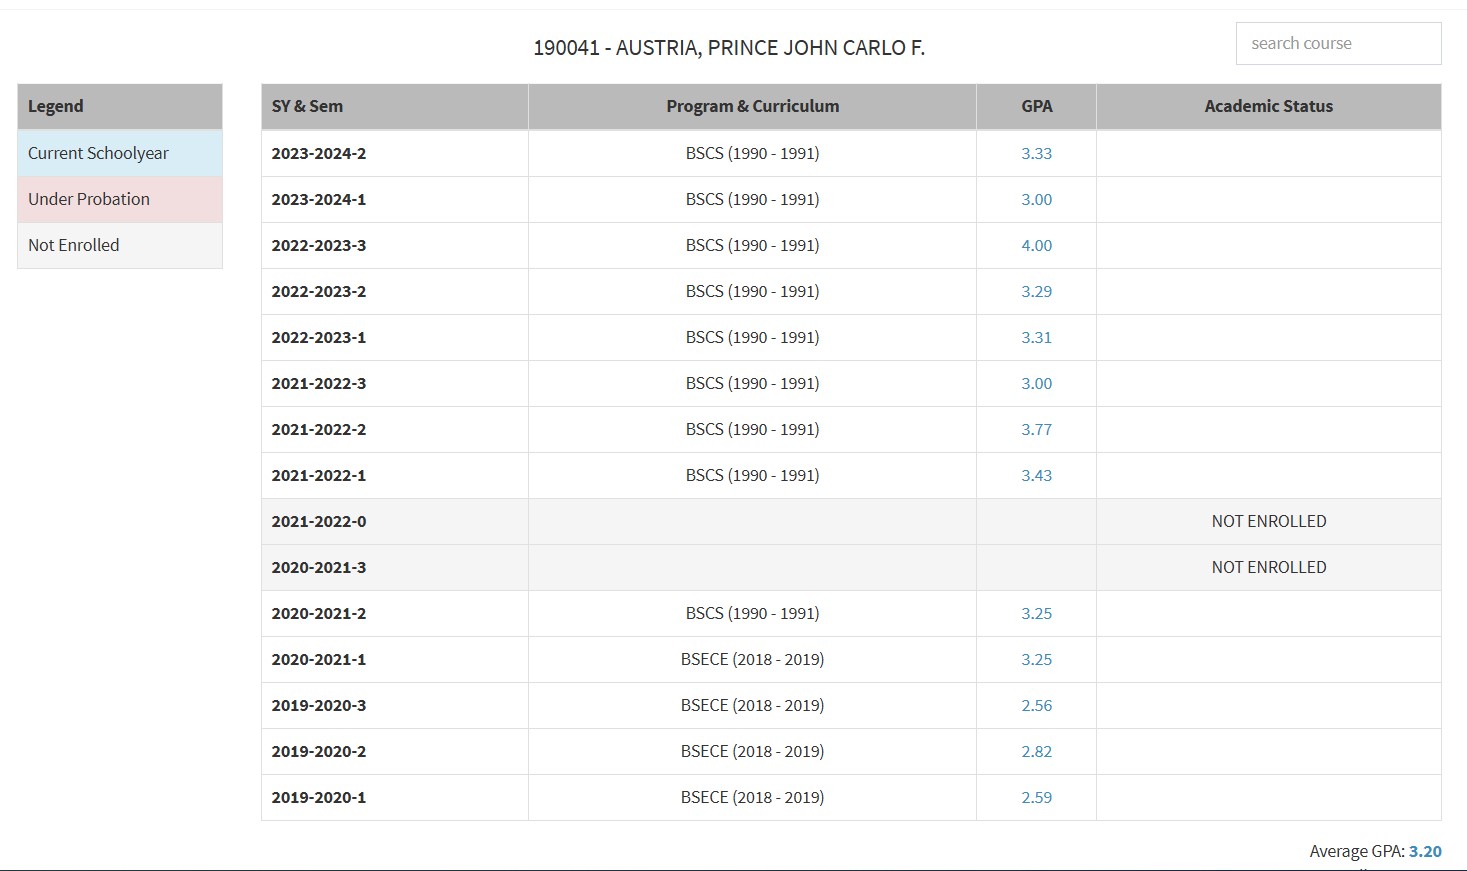 190041 - AUSTRIA, PRINCE JOHN CARLO F.
search course
Legend
Current Schoolyear
Under Probation
Not Enrolled
SY & Sem Program & Curriculum GPA Academic Status
2023-2024-2 BSCS (1990 - 1991) 3.33
2023-2024-1 BSCS (1990 - 1991) 3.00
2022-2023-3 BSCS (1990 - 1991) 4.00
2022-2023-2 BSCS (1990 - 1991) 3.29
2022-2023-1 BSCS (1990 - 1991) 3.31
2021-2022-3 BSCS (1990 - 1991) 3.00
2021-2022-2 BSCS (1990 - 1991) 3.77
2021-2022-1 BSCS (1990 - 1991) 3.43
2021-2022-0 NOT ENROLLED
2020-2021-3 NOT ENROLLED
2020-2021-2 BSCS (1990 - 1991) 3.25
2020-2021-1 BSECE (2018 - 2019) 3.25
2019-2020-3 BSECE (2018 - 2019) 2.56
2019-2020-2 BSECE (2018 - 2019) 2.82
2019-2020-1 BSECE (2018 - 2019) 2.59
Average GPA: 3.20